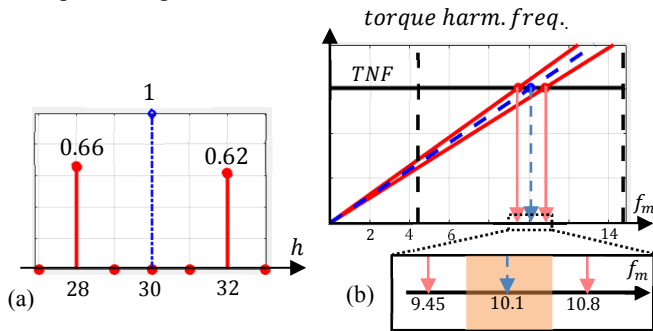 torque harm. freq.
TNF
f_m
2 4 6 14
1
0.66
0.62
h
28 30 32
(a)
f_m
9.45 10.1 10.8
(b)